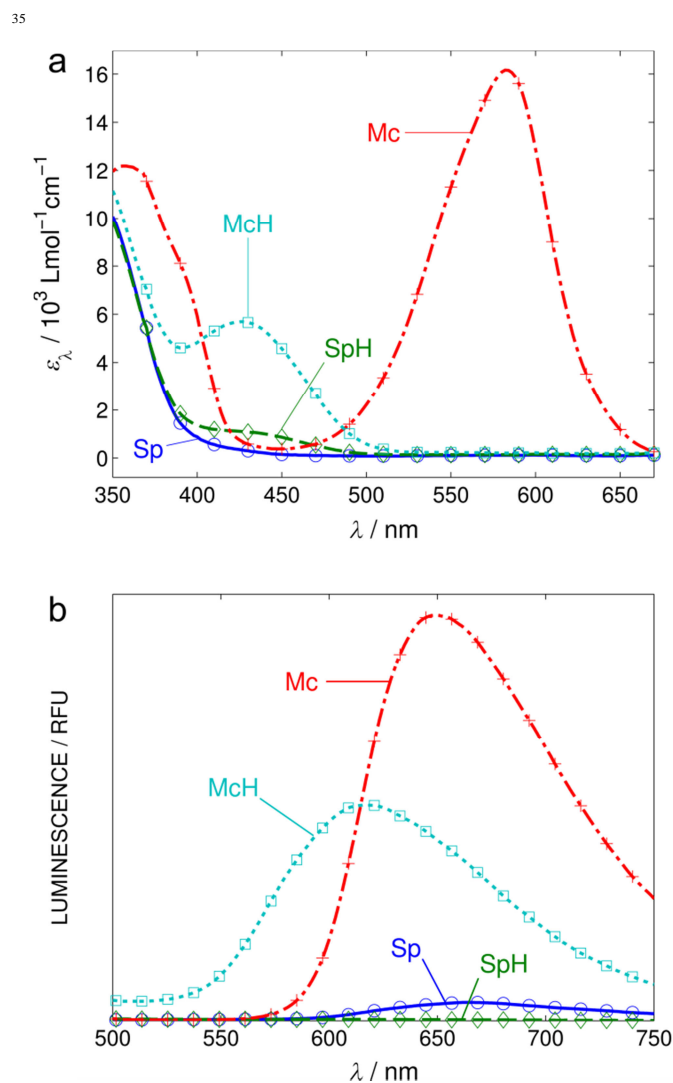 35
a
16
14
12
10
8
6
4
2
0
ε_λ / 10³ Lmol⁻¹cm⁻¹
Mc
McH
SpH
Sp
350 400 450 500 550 600 650
λ / nm
b
LUMINESCENCE / RFU
Mc
McH
Sp
SpH
500 550 600 650 700 750
λ / nm